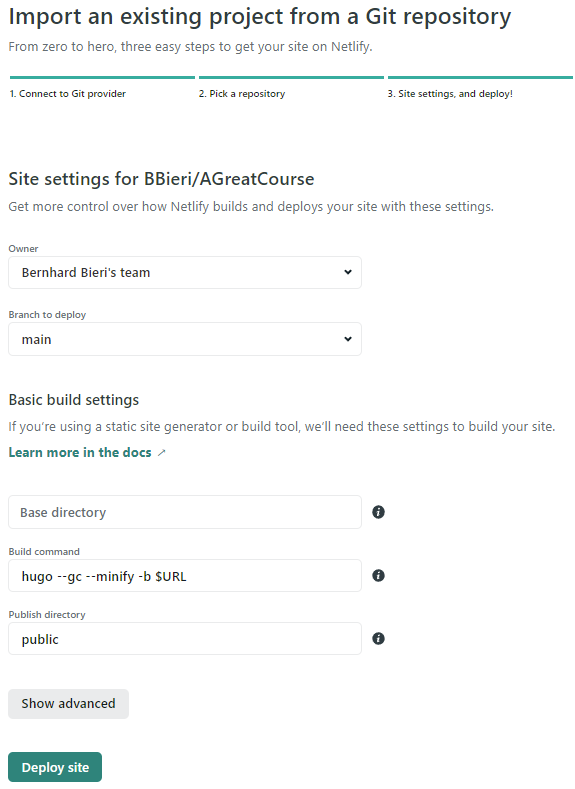 Import an existing project from a Git repository
From zero to hero, three easy steps to get your site on Netlify.
1. Connect to Git provider
2. Pick a repository
3. Site settings, and deploy!
Site settings for BBieri/AGreatCourse
Get more control over how Netlify builds and deploys your site with these settings.
Owner
Bernhard Bieri's team
Branch to deploy
main
Basic build settings
If you're using a static site generator or build tool, we'll need these settings to build your site.
Learn more in the docs ↗
Base directory
Build command
hugo --gc --minify -b $URL
Publish directory
public
Show advanced
Deploy site